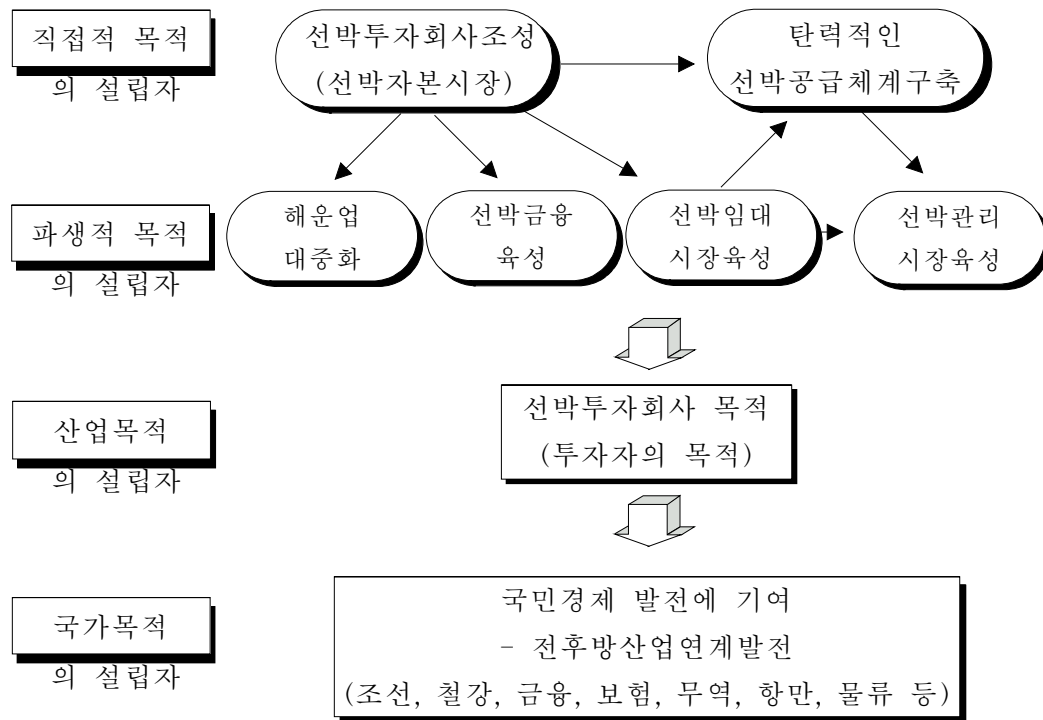 직접적 목적
의 설립자
선박투자회사조성
(선박자본시장)
탄력적인
선박공급체계구축
파생적 목적
의 설립자
해운업
대중화
선박금융
육성
선박임대
시장육성
선박관리
시장육성
산업목적
의 설립자
선박투자회사 목적
(투자자의 목적)
국가목적
의 설립자
국민경제 발전에 기여
- 전후방산업연계발전
(조선, 철강, 금융, 보험, 무역, 항만, 물류 등)